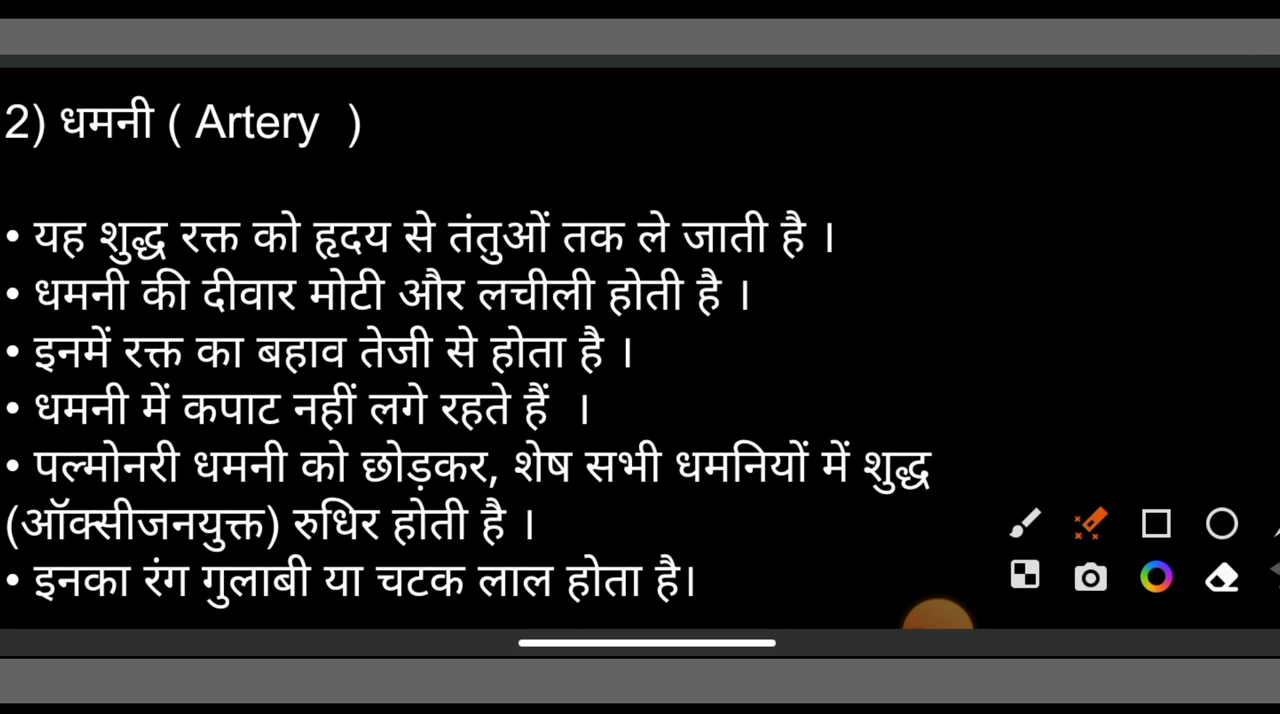 2) धमनी ( Artery )
• यह शुद्ध रक्त को हृदय से तंतुओं तक ले जाती है ।
• धमनी की दीवार मोटी और लचीली होती है ।
• इनमें रक्त का बहाव तेजी से होता है ।
• धमनी में कपाट नहीं लगे रहते हैं ।
• पल्मोनरी धमनी को छोड़कर, शेष सभी धमनियों में शुद्ध
(ऑक्सीजनयुक्त) रुधिर होती है ।
• इनका रंग गुलाबी या चटक लाल होता है।